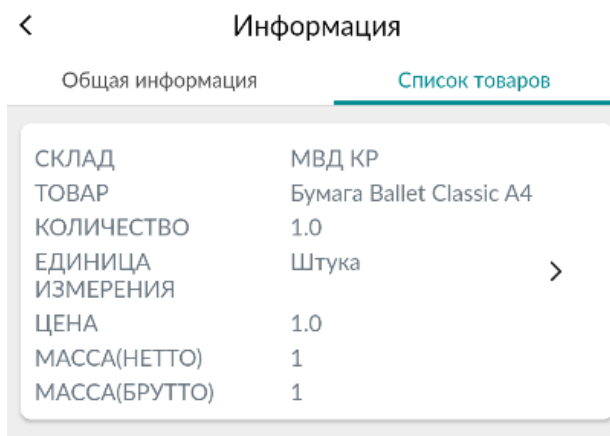 Информация
Общая информация Список товаров
СКЛАД МВД КР
ТОВАР Бумага Ballet Classic A4
КОЛИЧЕСТВО 1.0
ЕДИНИЦА Штука
ИЗМЕРЕНИЯ
ЦЕНА 1.0
МАССА(НЕТТО) 1
МАССА(БРУТТО) 1